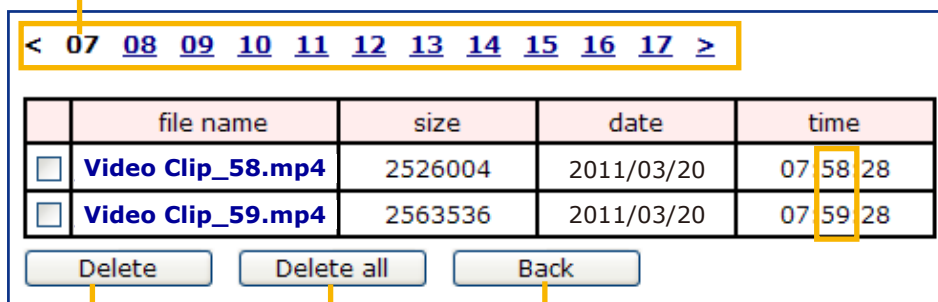 < 07 08 09 10 11 12 13 14 15 16 17 >
file name size date time
Video Clip_58.mp4 2526004 2011/03/20 07:58:28
Video Clip_59.mp4 2563536 2011/03/20 07:59:28
Delete Delete all Back